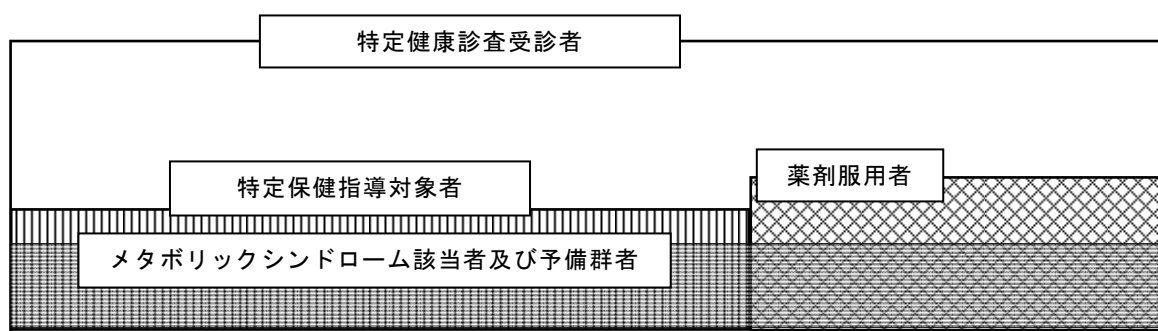 特定健康診査受診者
薬剤服用者
特定保健指導対象者
メタボリックシンドローム該当者及び予備群者